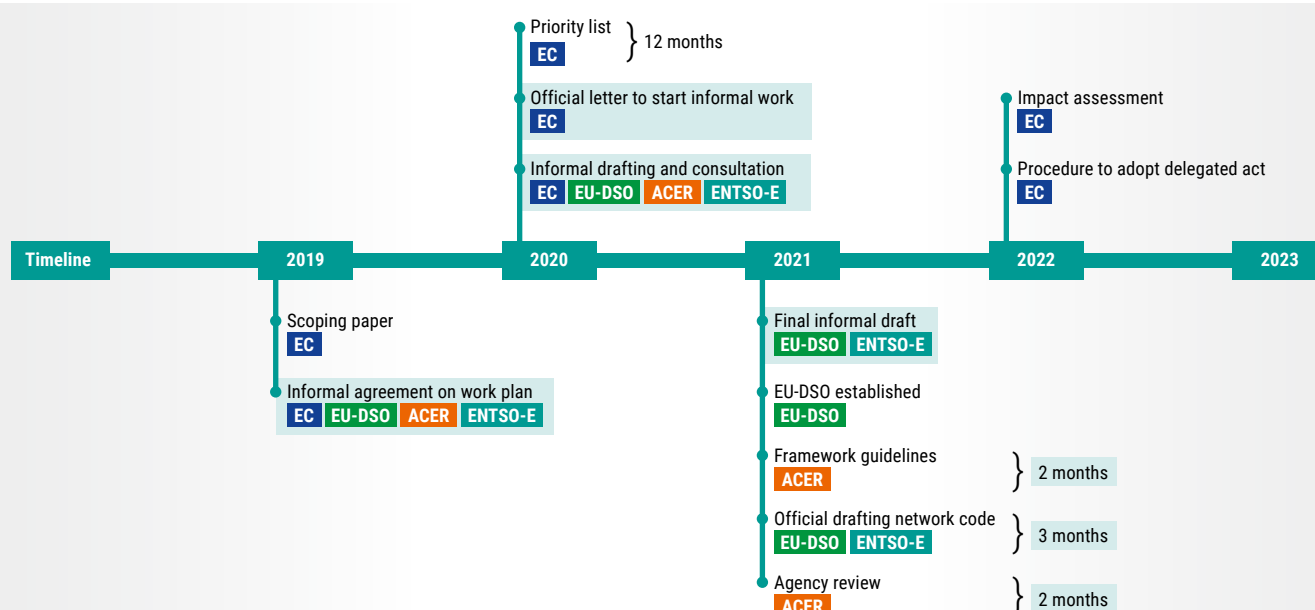 Priority list
EC
12 months
Official letter to start informal work
EC
Informal drafting and consultation
EC EU-DSO ACER ENTSO-E
Impact assessment
EC
Procedure to adopt delegated act
EC
Timeline 2019 2020 2021 2022 2023
Scoping paper
EC
Informal agreement on work plan
EC EU-DSO ACER ENTSO-E
Final informal draft
EU-DSO ENTSO-E
EU-DSO established
EU-DSO
Framework guidelines
ACER
2 months
Official drafting network code
EU-DSO ENTSO-E
3 months
Agency review
ACER
2 months